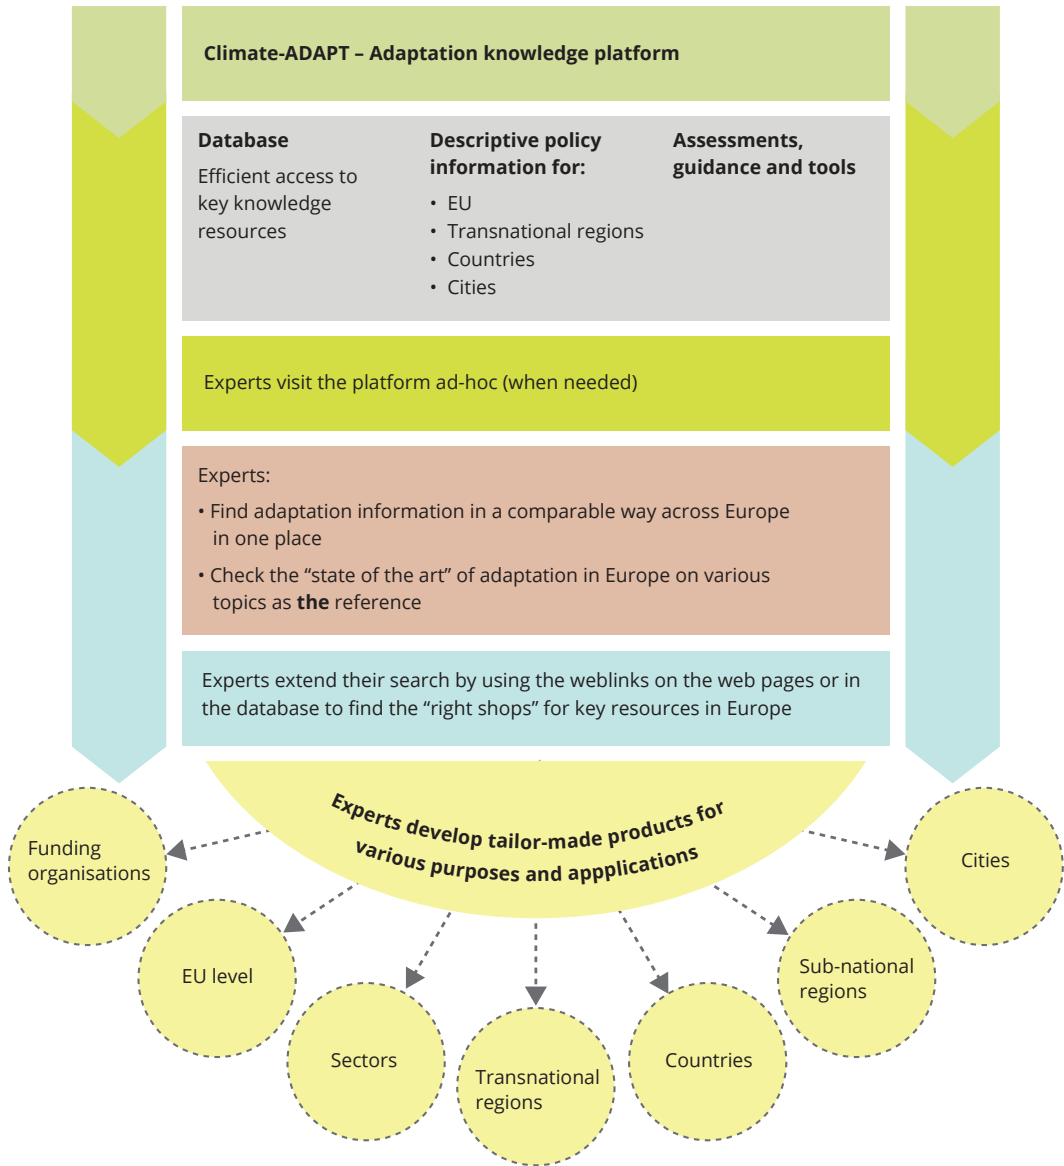 Climate-ADAPT – Adaptation knowledge platform
Database
Efficient access to
key knowledge
resources
Descriptive policy
information for:
• EU
• Transnational regions
• Countries
• Cities
Assessments,
guidance and tools
Experts visit the platform ad-hoc (when needed)
Experts:
• Find adaptation information in a comparable way across Europe
in one place
• Check the “state of the art” of adaptation in Europe on various
topics as the reference
Experts extend their search by using the weblinks on the web pages or in
the database to find the “right shops” for key resources in Europe
Experts develop tailor-made products for
various purposes and appplications
Funding
organisations
EU level
Sectors
Transnational
regions
Countries
Sub-national
regions
Cities